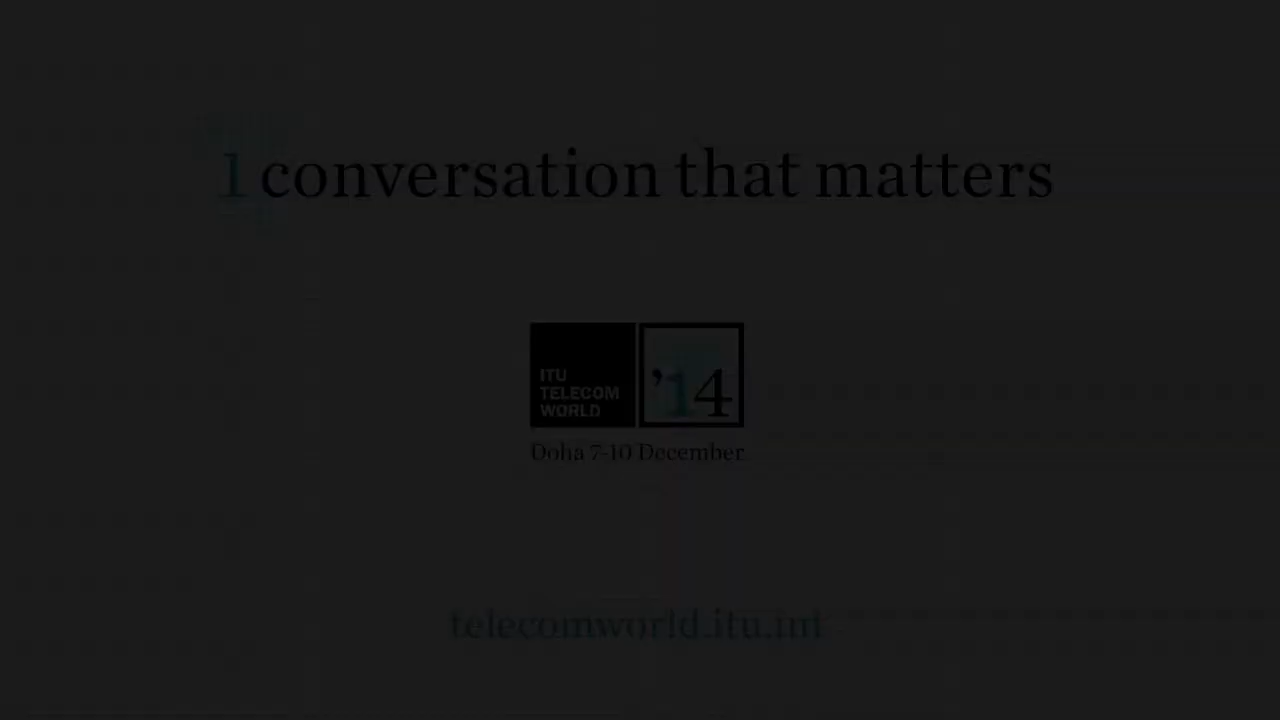 1 conversation that matters
ITU
TELECOM
WORLD
’14
Doha 7-10 December
telecomworld.itu.int